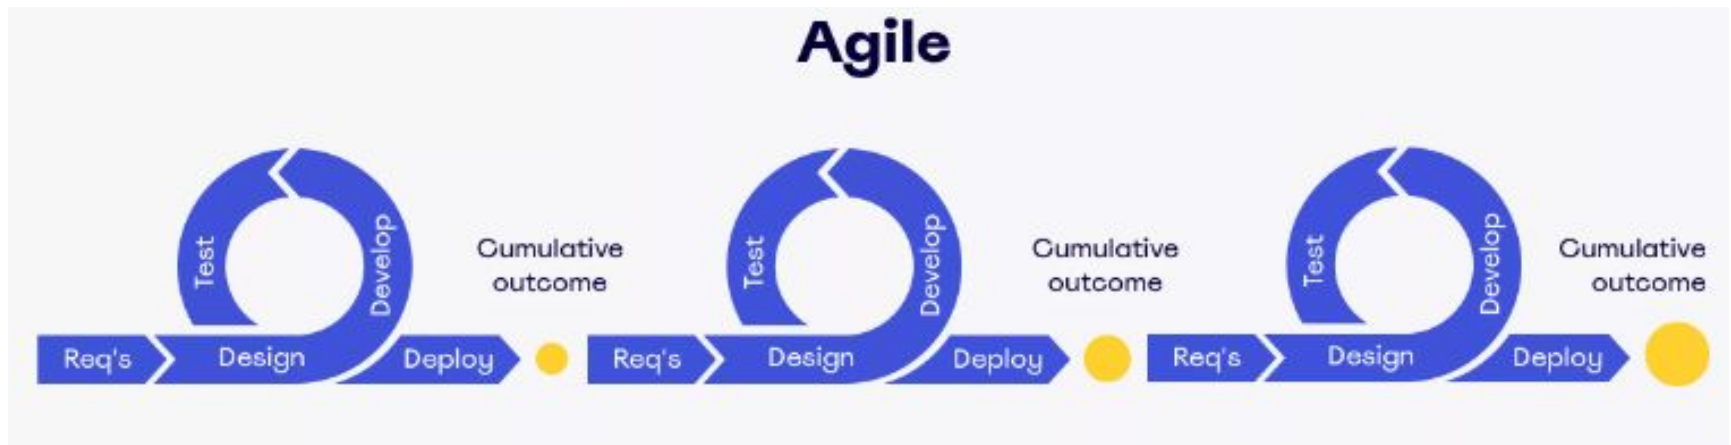 Agile
Test
Develop
Cumulative
outcome
Req's
Design
Deploy
Test
Develop
Cumulative
outcome
Req's
Design
Deploy
Test
Develop
Cumulative
outcome
Req's
Design
Deploy